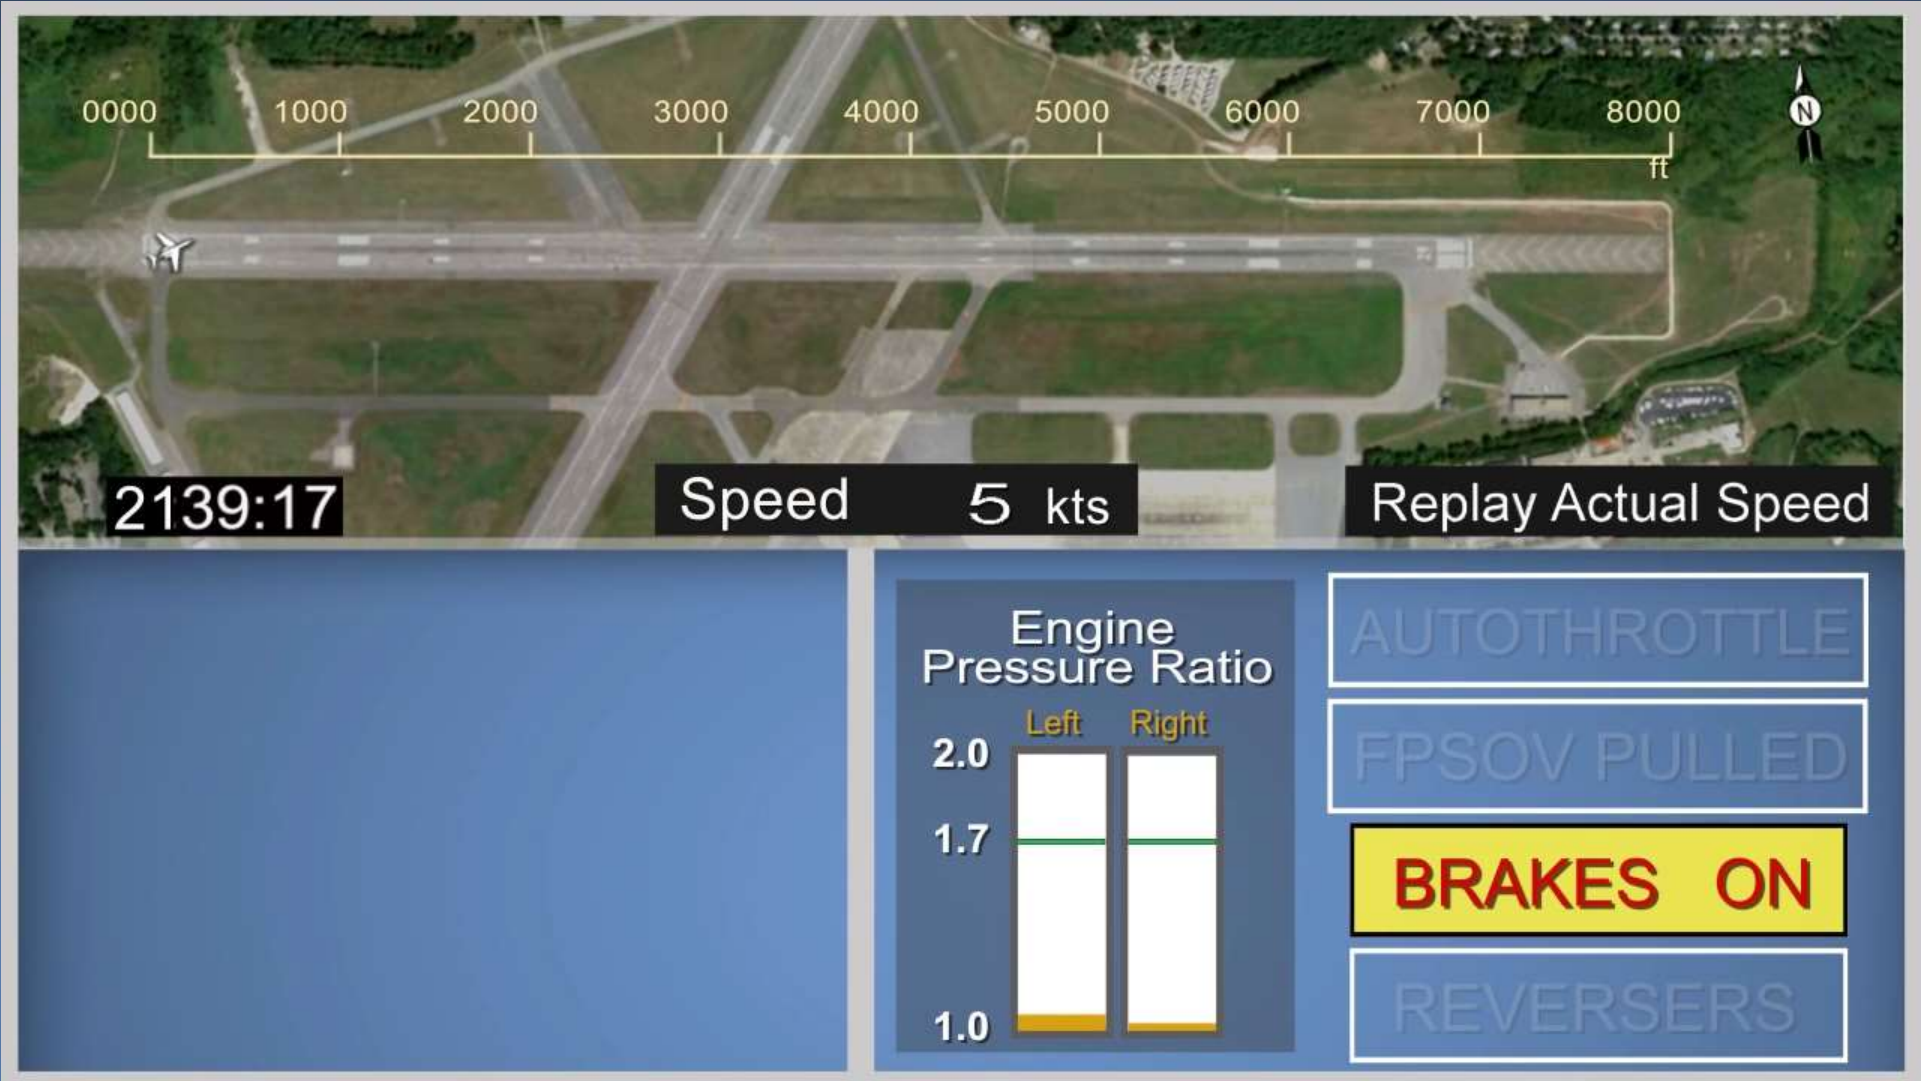 0000 1000 2000 3000 4000 5000 6000 7000 8000
N
ft
2139:17
Speed 5 kts
Replay Actual Speed
Engine
Pressure Ratio
Left Right
2.0
1.7
1.0
AUTOTHROTTLE
FPSOV PULLED
BRAKES ON
REVERSERS